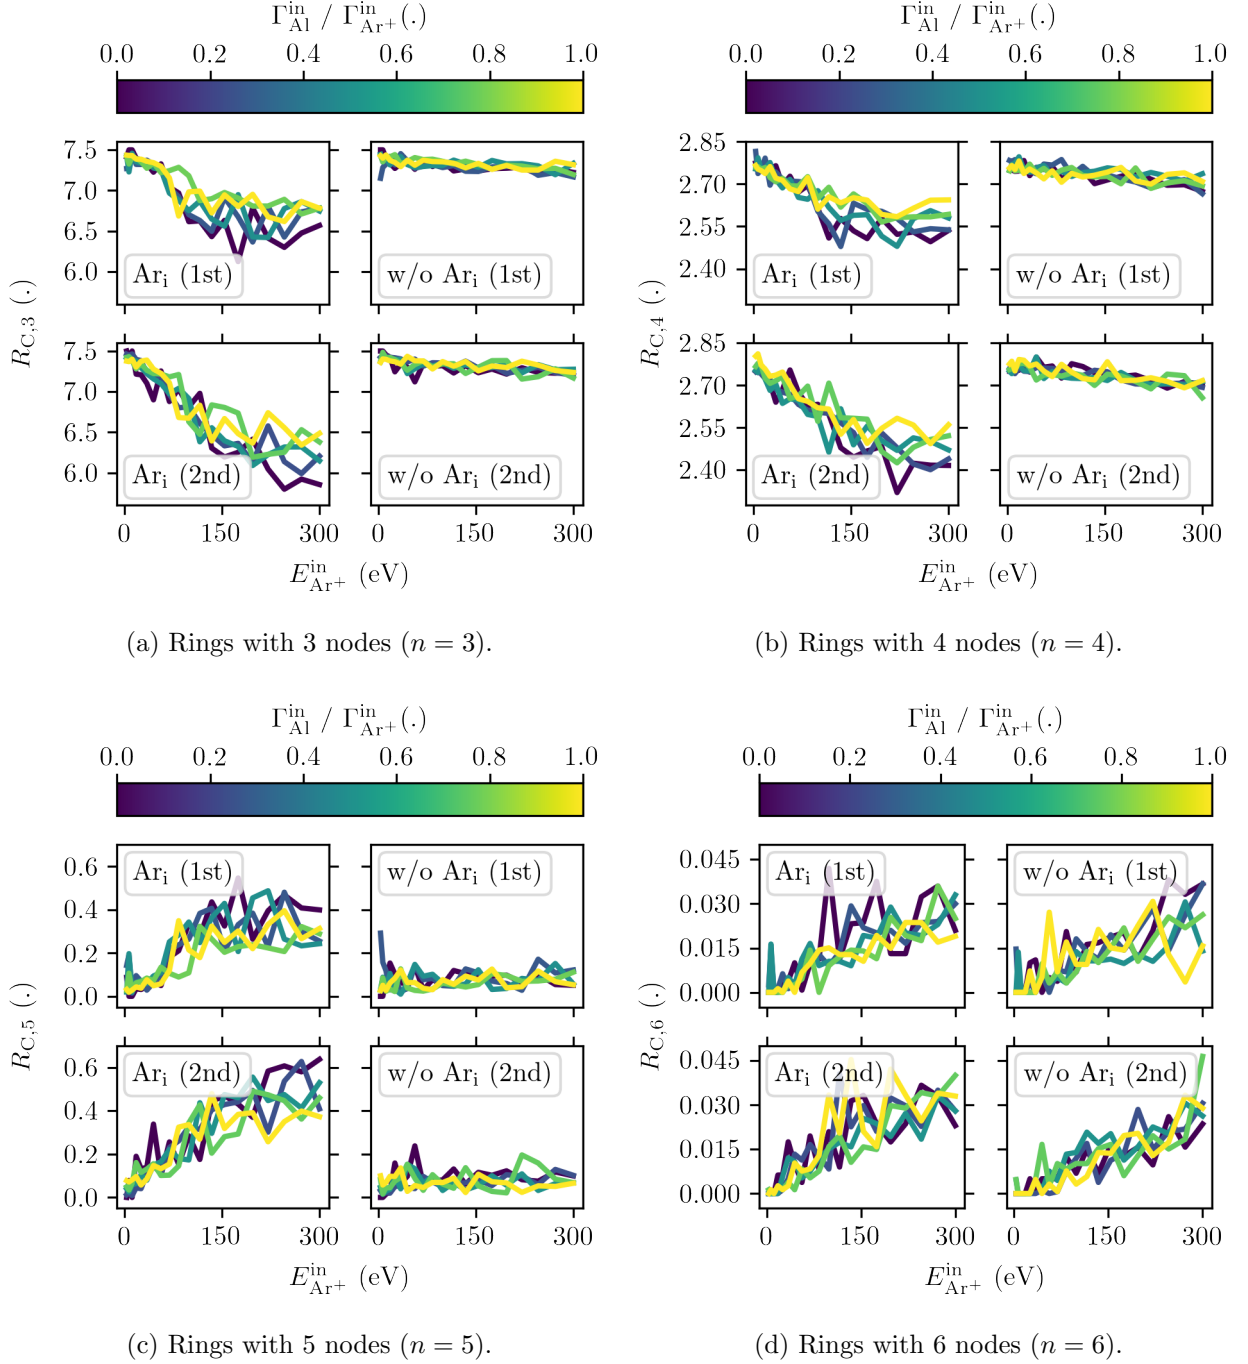 Γ^in_Al / Γ^in_Ar+ (.)
0.0 0.2 0.4 0.6 0.8 1.0
R_C,3 (.)
7.5
7.0
6.5
6.0
Ar_i (1st)
w/o Ar_i (1st)
7.5
7.0
6.5
6.0
Ar_i (2nd)
w/o Ar_i (2nd)
0 150 300 0 150 300
E^in_Ar+ (eV)
(a) Rings with 3 nodes (n = 3).
Γ^in_Al / Γ^in_Ar+ (.)
0.0 0.2 0.4 0.6 0.8 1.0
R_C,4 (.)
2.85
2.70
2.55
2.40
Ar_i (1st)
w/o Ar_i (1st)
2.85
2.70
2.55
2.40
Ar_i (2nd)
w/o Ar_i (2nd)
0 150 300 0 150 300
E^in_Ar+ (eV)
(b) Rings with 4 nodes (n = 4).
Γ^in_Al / Γ^in_Ar+ (.)
0.0 0.2 0.4 0.6 0.8 1.0
R_C,5 (.)
0.6
0.4
0.2
0.0
Ar_i (1st)
w/o Ar_i (1st)
0.6
0.4
0.2
0.0
Ar_i (2nd)
w/o Ar_i (2nd)
0 150 300 0 150 300
E^in_Ar+ (eV)
(c) Rings with 5 nodes (n = 5).
Γ^in_Al / Γ^in_Ar+ (.)
0.0 0.2 0.4 0.6 0.8 1.0
R_C,6 (.)
0.045
0.030
0.015
0.000
Ar_i (1st)
w/o Ar_i (1st)
0.045
0.030
0.015
0.000
Ar_i (2nd)
w/o Ar_i (2nd)
0 150 300 0 150 300
E^in_Ar+ (eV)
(d) Rings with 6 nodes (n = 6).